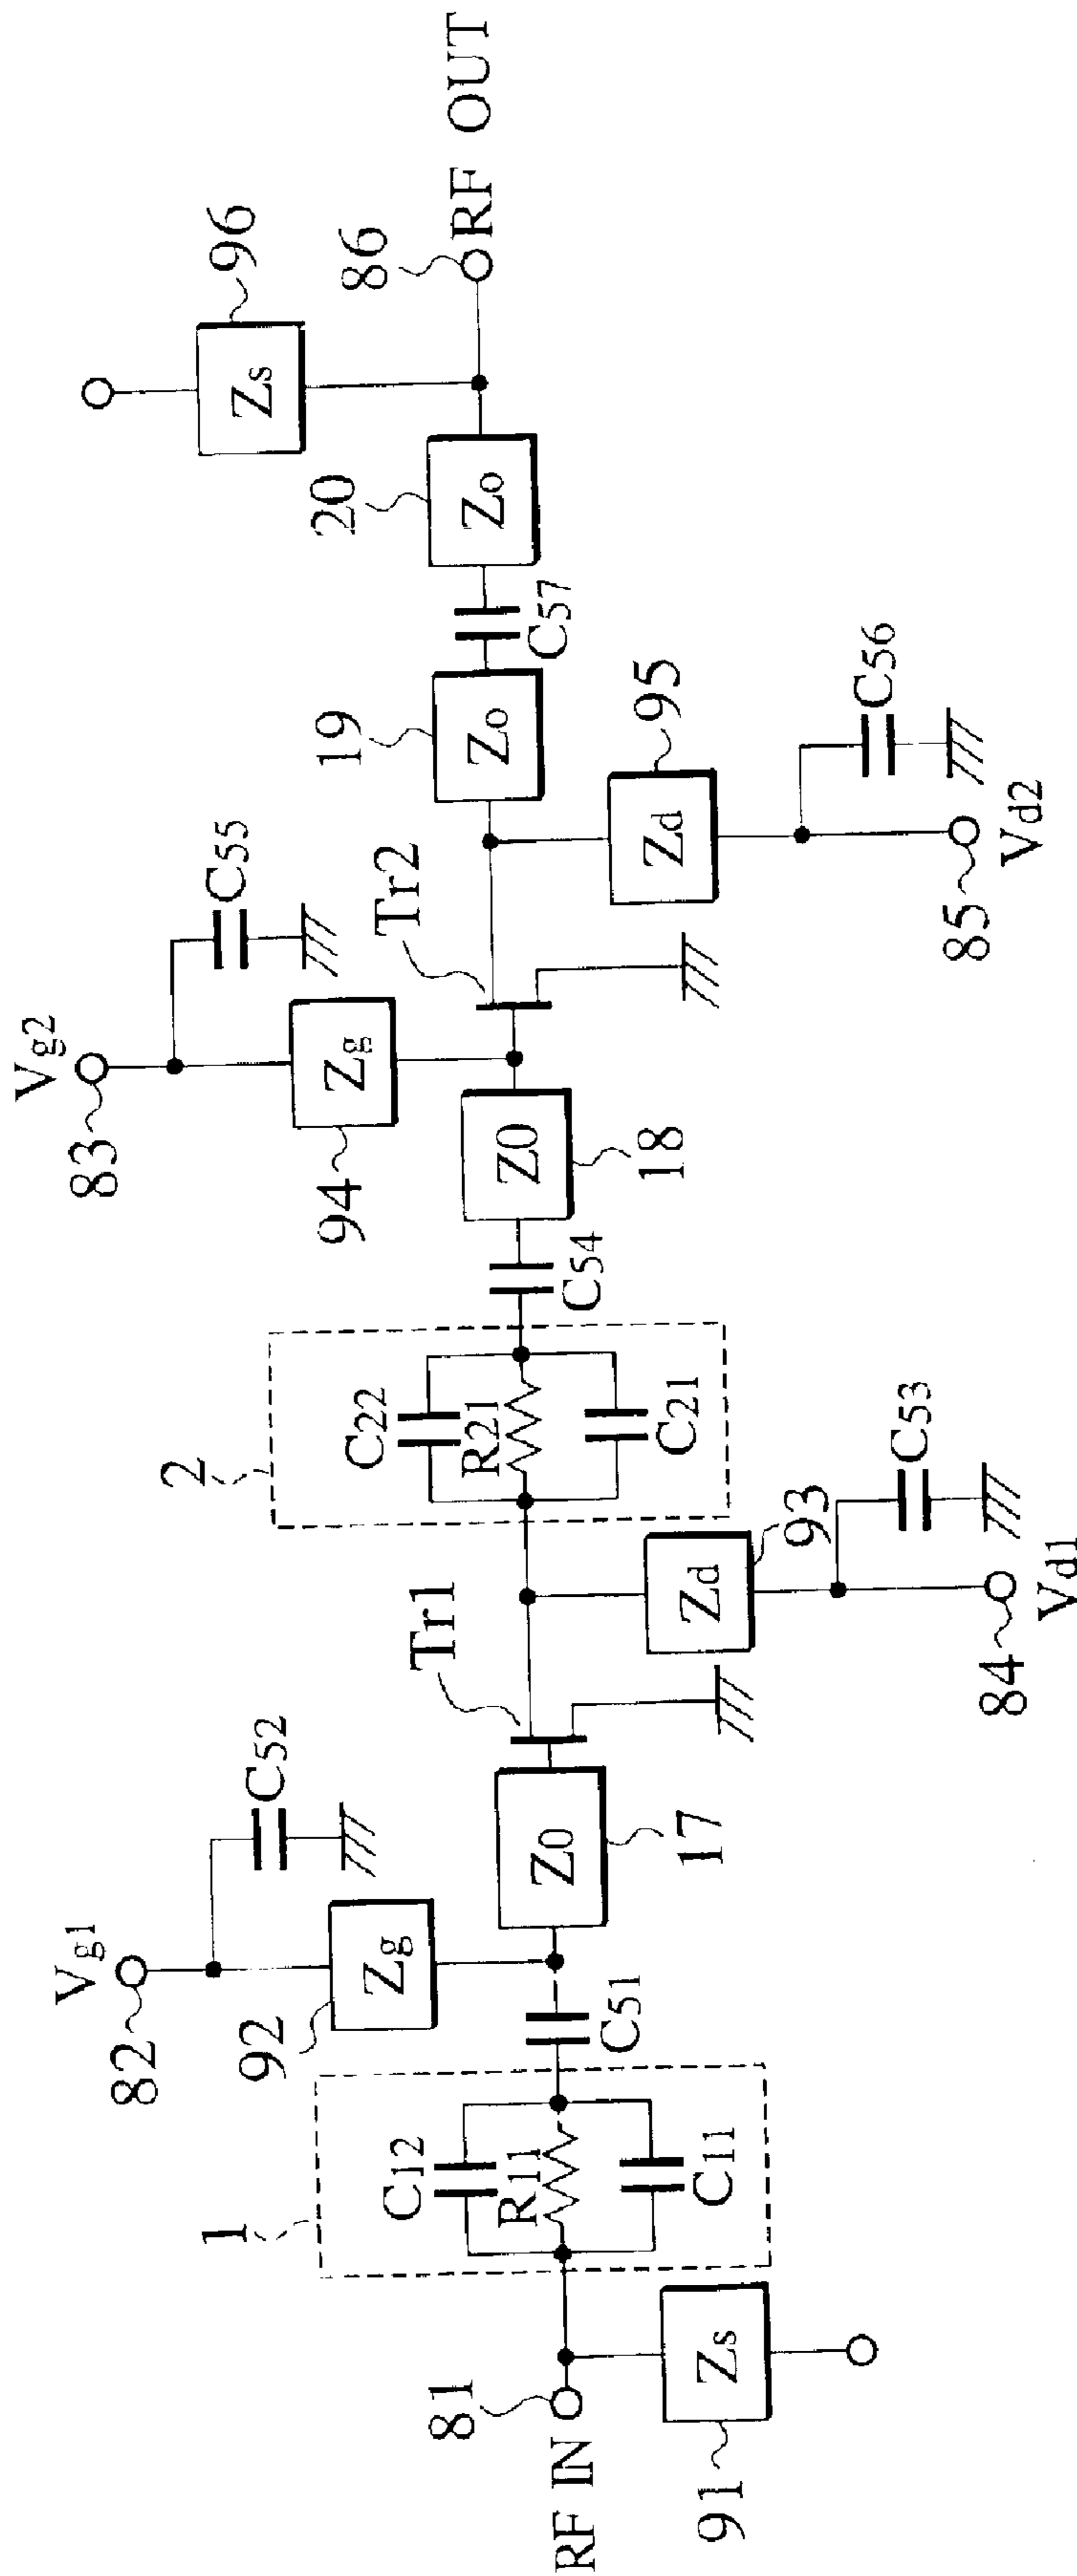 RF IN
81
91
Zs
1
C12
R11
C11
C51
Vg1
82
92
Zg
C52
Z0
17
Tr1
Zd
93
C53
84
Vd1
2
C22
R21
C21
C54
Z0
18
Vg2
83
94
Zg
C55
Tr2
Zd
95
C56
85
Vd2
19
Zo
C57
20
Zo
Zs
96
86
RF OUT